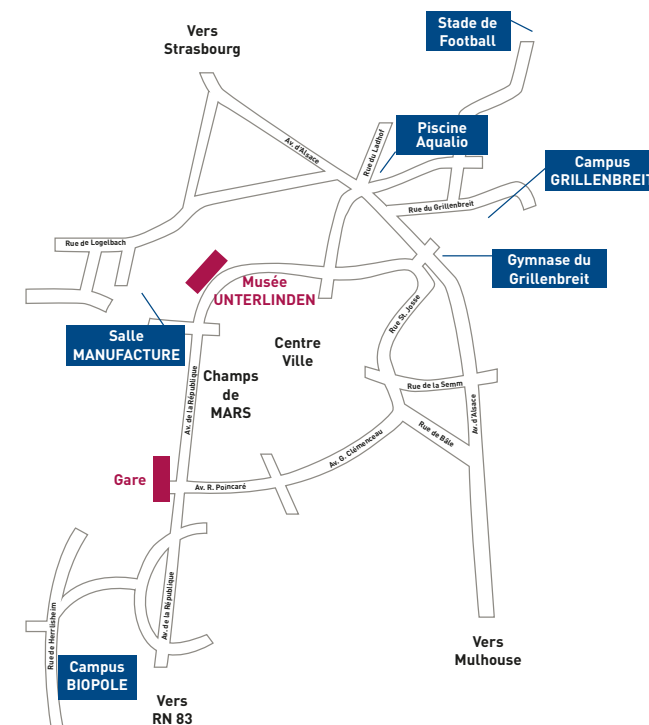 Stade de
Football
Vers
Strasbourg
Av. d'Alsace
Rue du Ladhof
Piscine
Aqualio
Campus
GRILLENBREIT
Rue du Grillenbreit
Rue de Logelbach
Gymnase du
Grillenbreit
Musée
UNTERLINDEN
Rue St. Josse
Salle
MANUFACTURE
Centre
Ville
Champs
de
MARS
Av. de la République
Rue de la Semm
Av. d'Alsace
Rue de Bâle
Av. G. Clémenceau
Gare
Av. R. Poincaré
Av. de la République
Rue de Herrlisheim
Vers
Mulhouse
Campus
BIOPOLE
Vers
RN 83